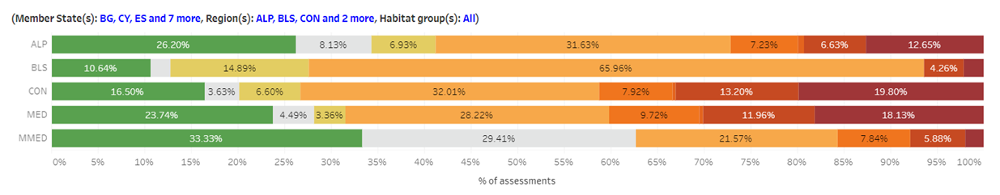 (Member State(s): BG, CY, ES and 7 more, Region(s): ALP, BLS, CON and 2 more, Habitat group(s): All)
ALP 26.20% 8.13% 6.93% 31.63% 7.23% 6.63% 12.65%
BLS 10.64% 14.89% 65.96% 4.26%
CON 16.50% 3.63% 6.60% 32.01% 7.92% 13.20% 19.80%
MED 23.74% 4.49% 3.36% 28.22% 9.72% 11.96% 18.13%
MMED 33.33% 29.41% 21.57% 7.84% 5.88%
0% 5% 10% 15% 20% 25% 30% 35% 40% 45% 50% 55% 60% 65% 70% 75% 80% 85% 90% 95% 100%
% of assessments